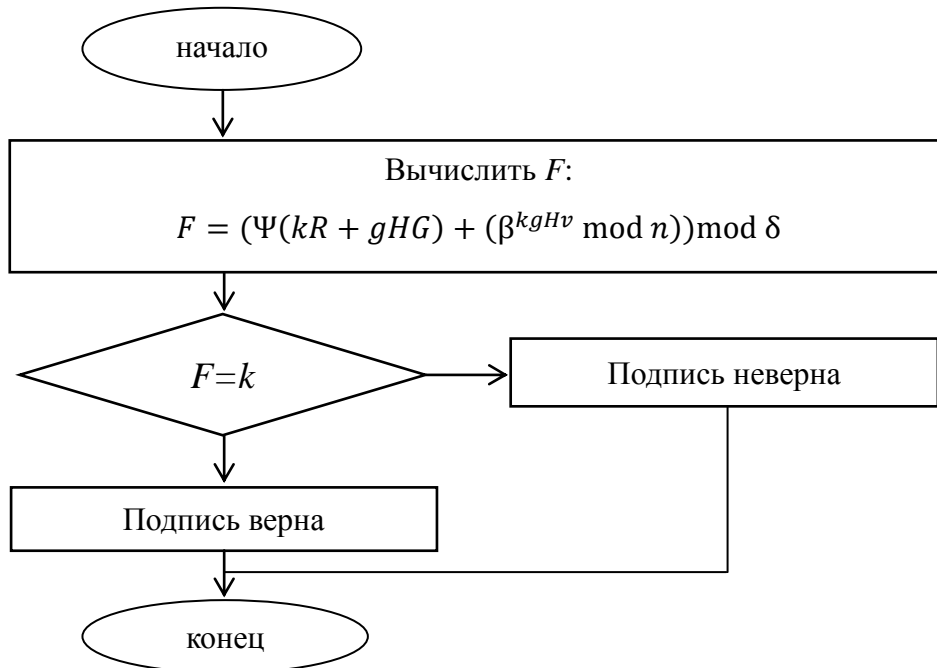 начало
Вычислить F:
F = (Ψ(kR + gHG) + (β^{kgHv} mod n))mod δ
F=k
Подпись неверна
Подпись верна
конец